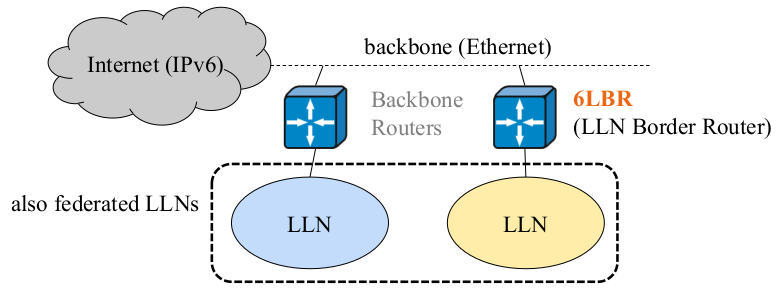 backbone (Ethernet)
Internet (IPv6)
Backbone
Routers
6LBR
(LLN Border Router)
also federated LLNs
LLN
LLN